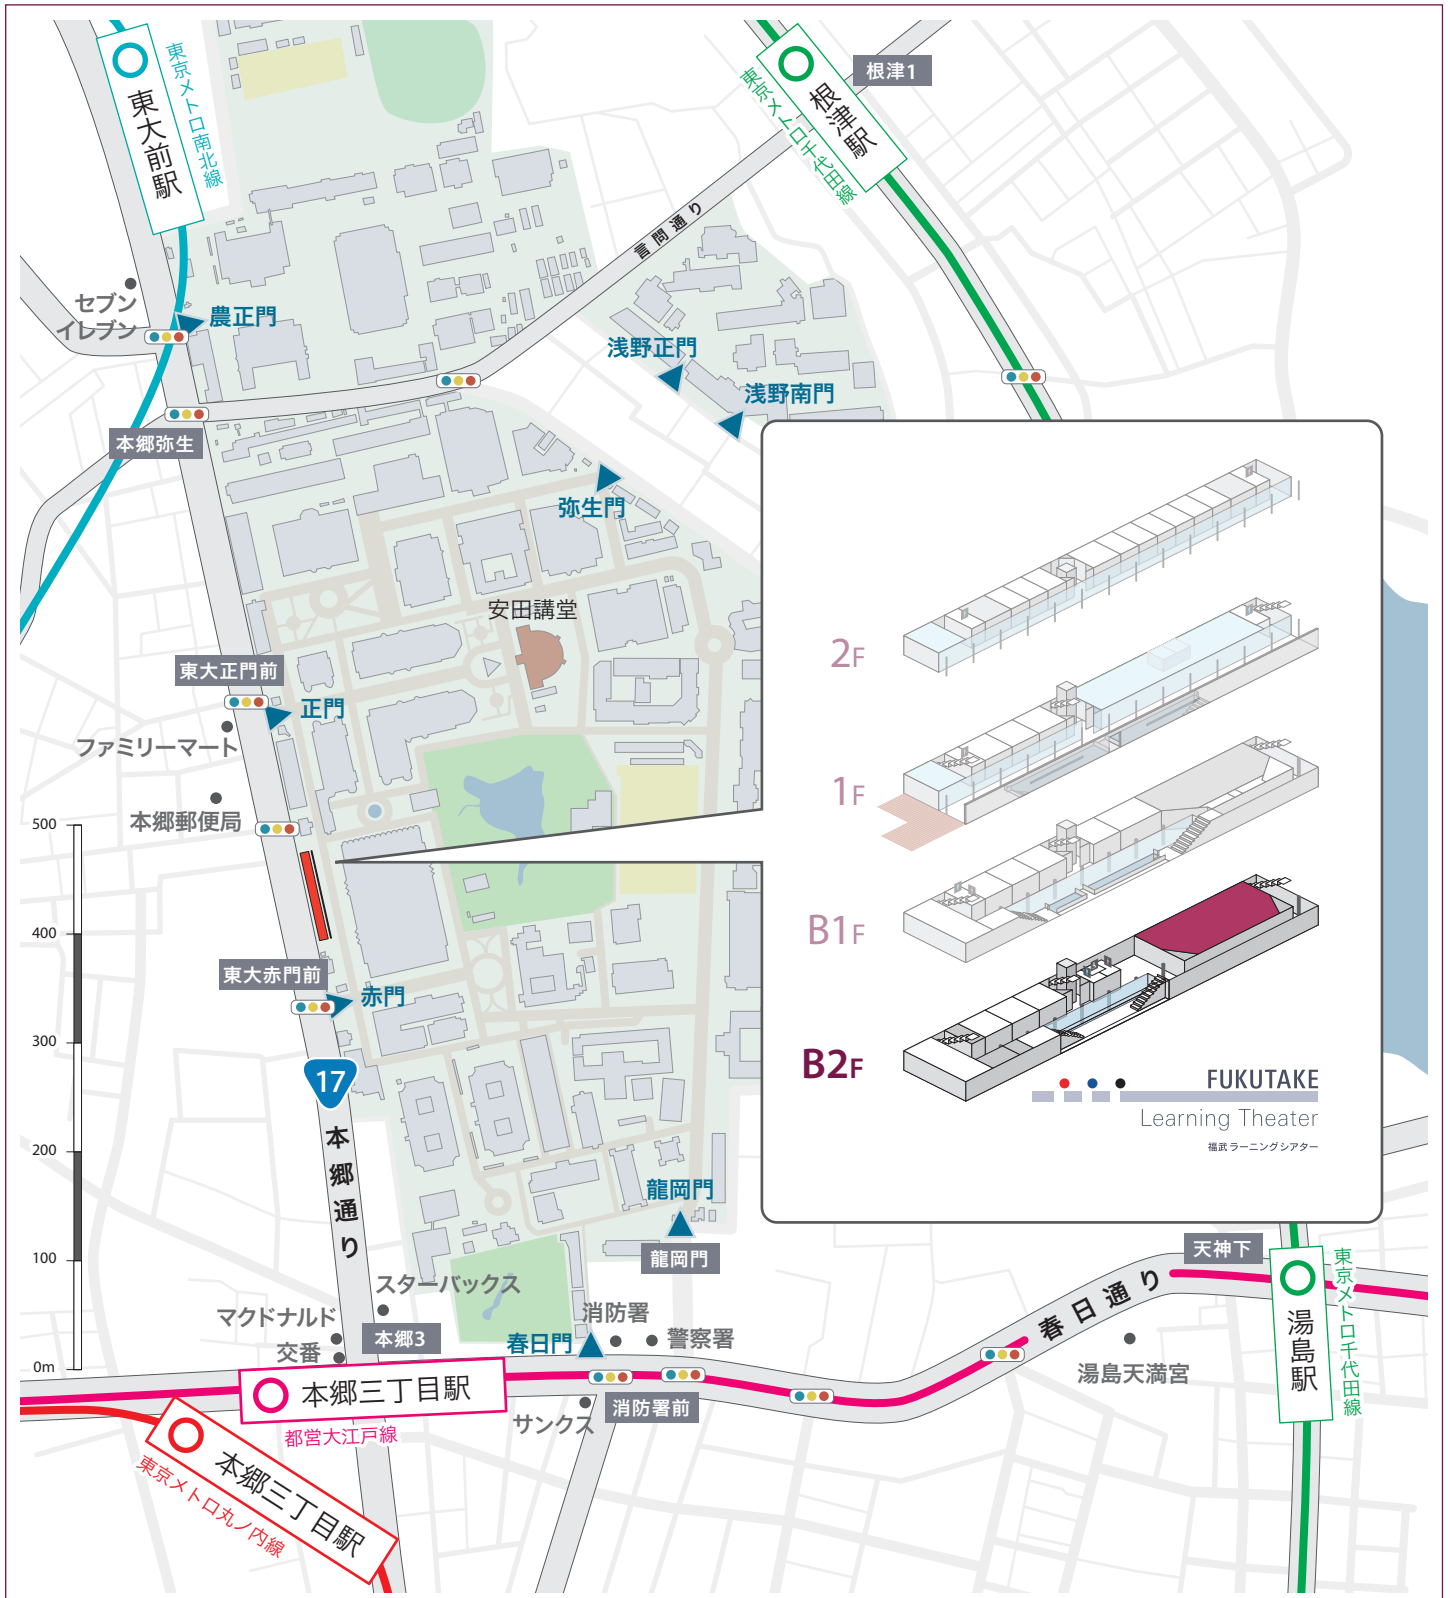 東大前駅
東京メトロ南北線
根津駅
東京メトロ千代田線
根津1
言問通り
セブン
イレブン
農正門
浅野正門
浅野南門
本郷弥生
弥生門
安田講堂
東大正門前
正門
ファミリーマート
本郷郵便局
東大赤門前
赤門
17
本郷通り
500
400
300
200
100
0m
2F
1F
B1F
B2F
FUKUTAKE
Learning Theater
福武ラーニングシアター
龍岡門
龍岡門
天神下
スターバックス
マクドナルド
交番
本郷3
消防署
警察署
春日門
春日通り
湯島天満宮
湯島駅
東京メトロ千代田線
本郷三丁目駅
都営大江戸線
サンクス
消防署前
本郷三丁目駅
東京メトロ丸ノ内線